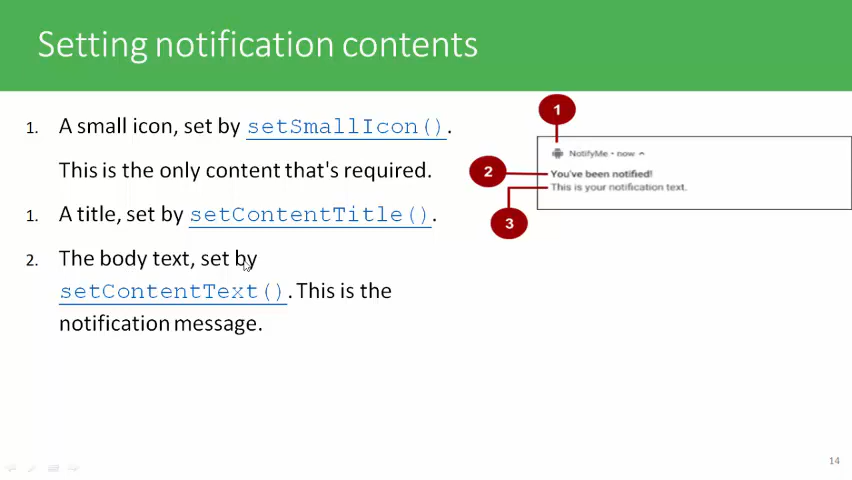 Setting notification contents
1. A small icon, set by setSmallIcon().
This is the only content that's required.
1. A title, set by setContentTitle().
2. The body text, set by
setContentText(). This is the
notification message.
1
NotifyMe • now
2
You've been notified!
This is your notification text.
3
14